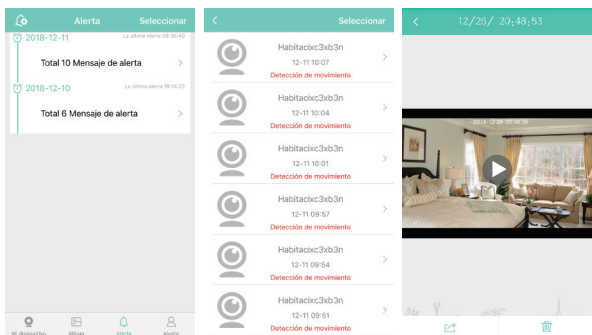 Alerta
Seleccionar
2018-12-11
La última alerta 09:36:40
Total 10 Mensaje de alerta
2018-12-10
La última alerta 19:14:22
Total 6 Mensaje de alerta
Mi dispositivo
Álbum
Alerta
Ajuste
Seleccionar
Habitacixc3xb3n
12-11 10:07
Detección de movimiento
Habitacixc3xb3n
12-11 10:04
Detección de movimiento
Habitacixc3xb3n
12-11 10:01
Detección de movimiento
Habitacixc3xb3n
12-11 09:57
Detección de movimiento
Habitacixc3xb3n
12-11 09:54
Detección de movimiento
Habitacixc3xb3n
12-11 09:51
Detección de movimiento
12/26/ 20:48:53